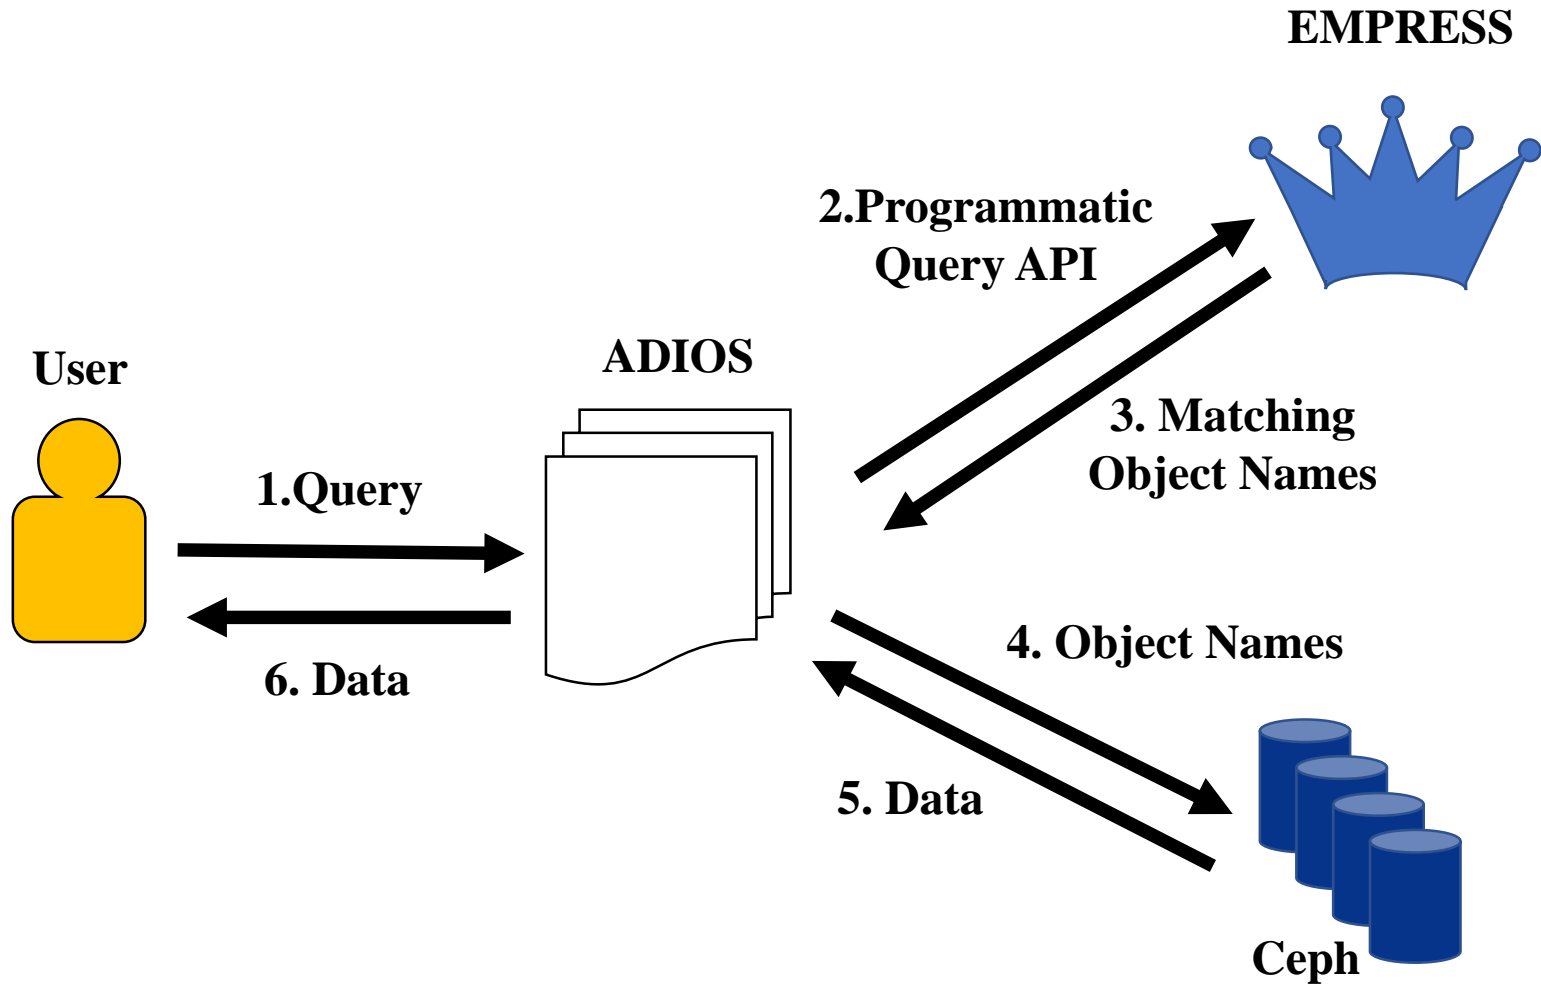 EMPRESS
2.Programmatic
Query API
User
ADIOS
3. Matching
Object Names
1.Query
4. Object Names
6. Data
5. Data
Ceph